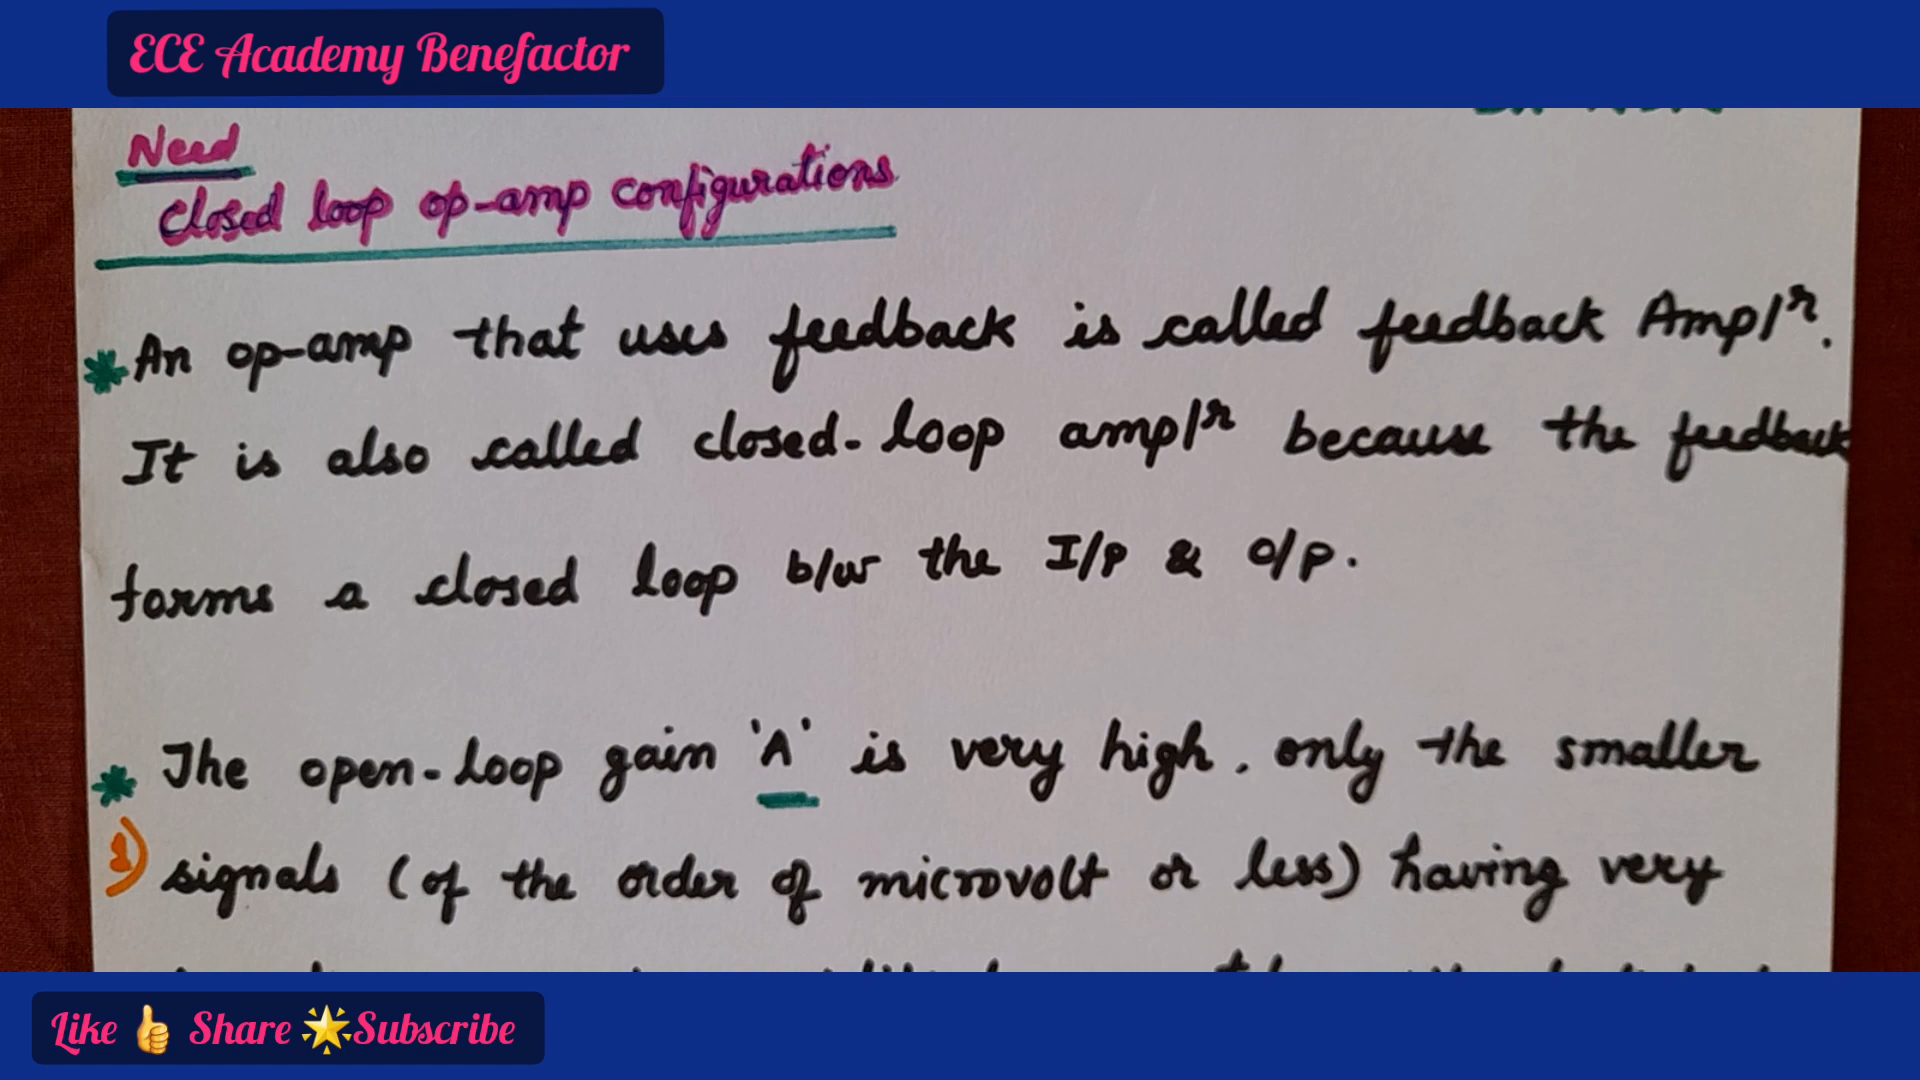 ECE Academy Benefactor
Need
Closed loop op-amp configurations
*An op-amp that uses feedback is called feedback Amplr.
It is also called closed-loop amplr because the feedback
forms a closed loop b/w the I/p & o/p.
* The open-loop gain 'A' is very high. only the smaller
1) signals (of the order of microvolt or less) having very
Like 👍 Share 🌟Subscribe